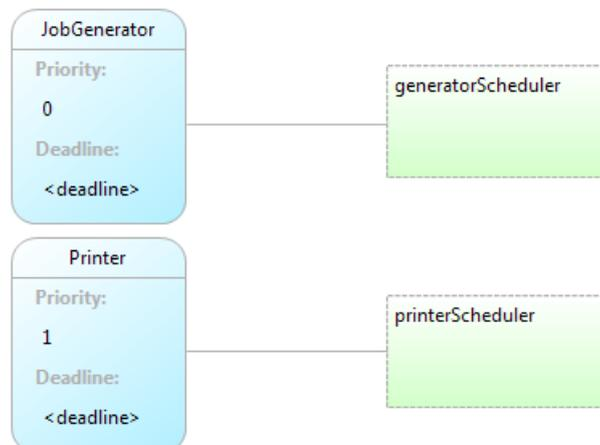 JobGenerator
Priority:
0
Deadline:
<deadline>
generatorScheduler
Printer
Priority:
1
Deadline:
<deadline>
printerScheduler